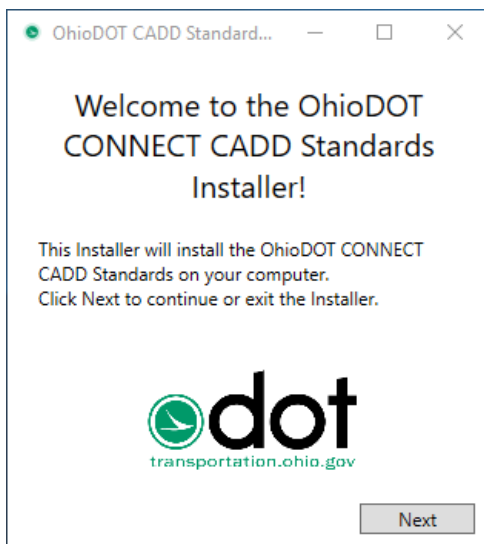 OhioDOT CADD Standard...
Welcome to the OhioDOT
CONNECT CADD Standards
Installer!
This Installer will install the OhioDOT CONNECT
CADD Standards on your computer.
Click Next to continue or exit the Installer.
dot
transportation.ohio.gov
Next